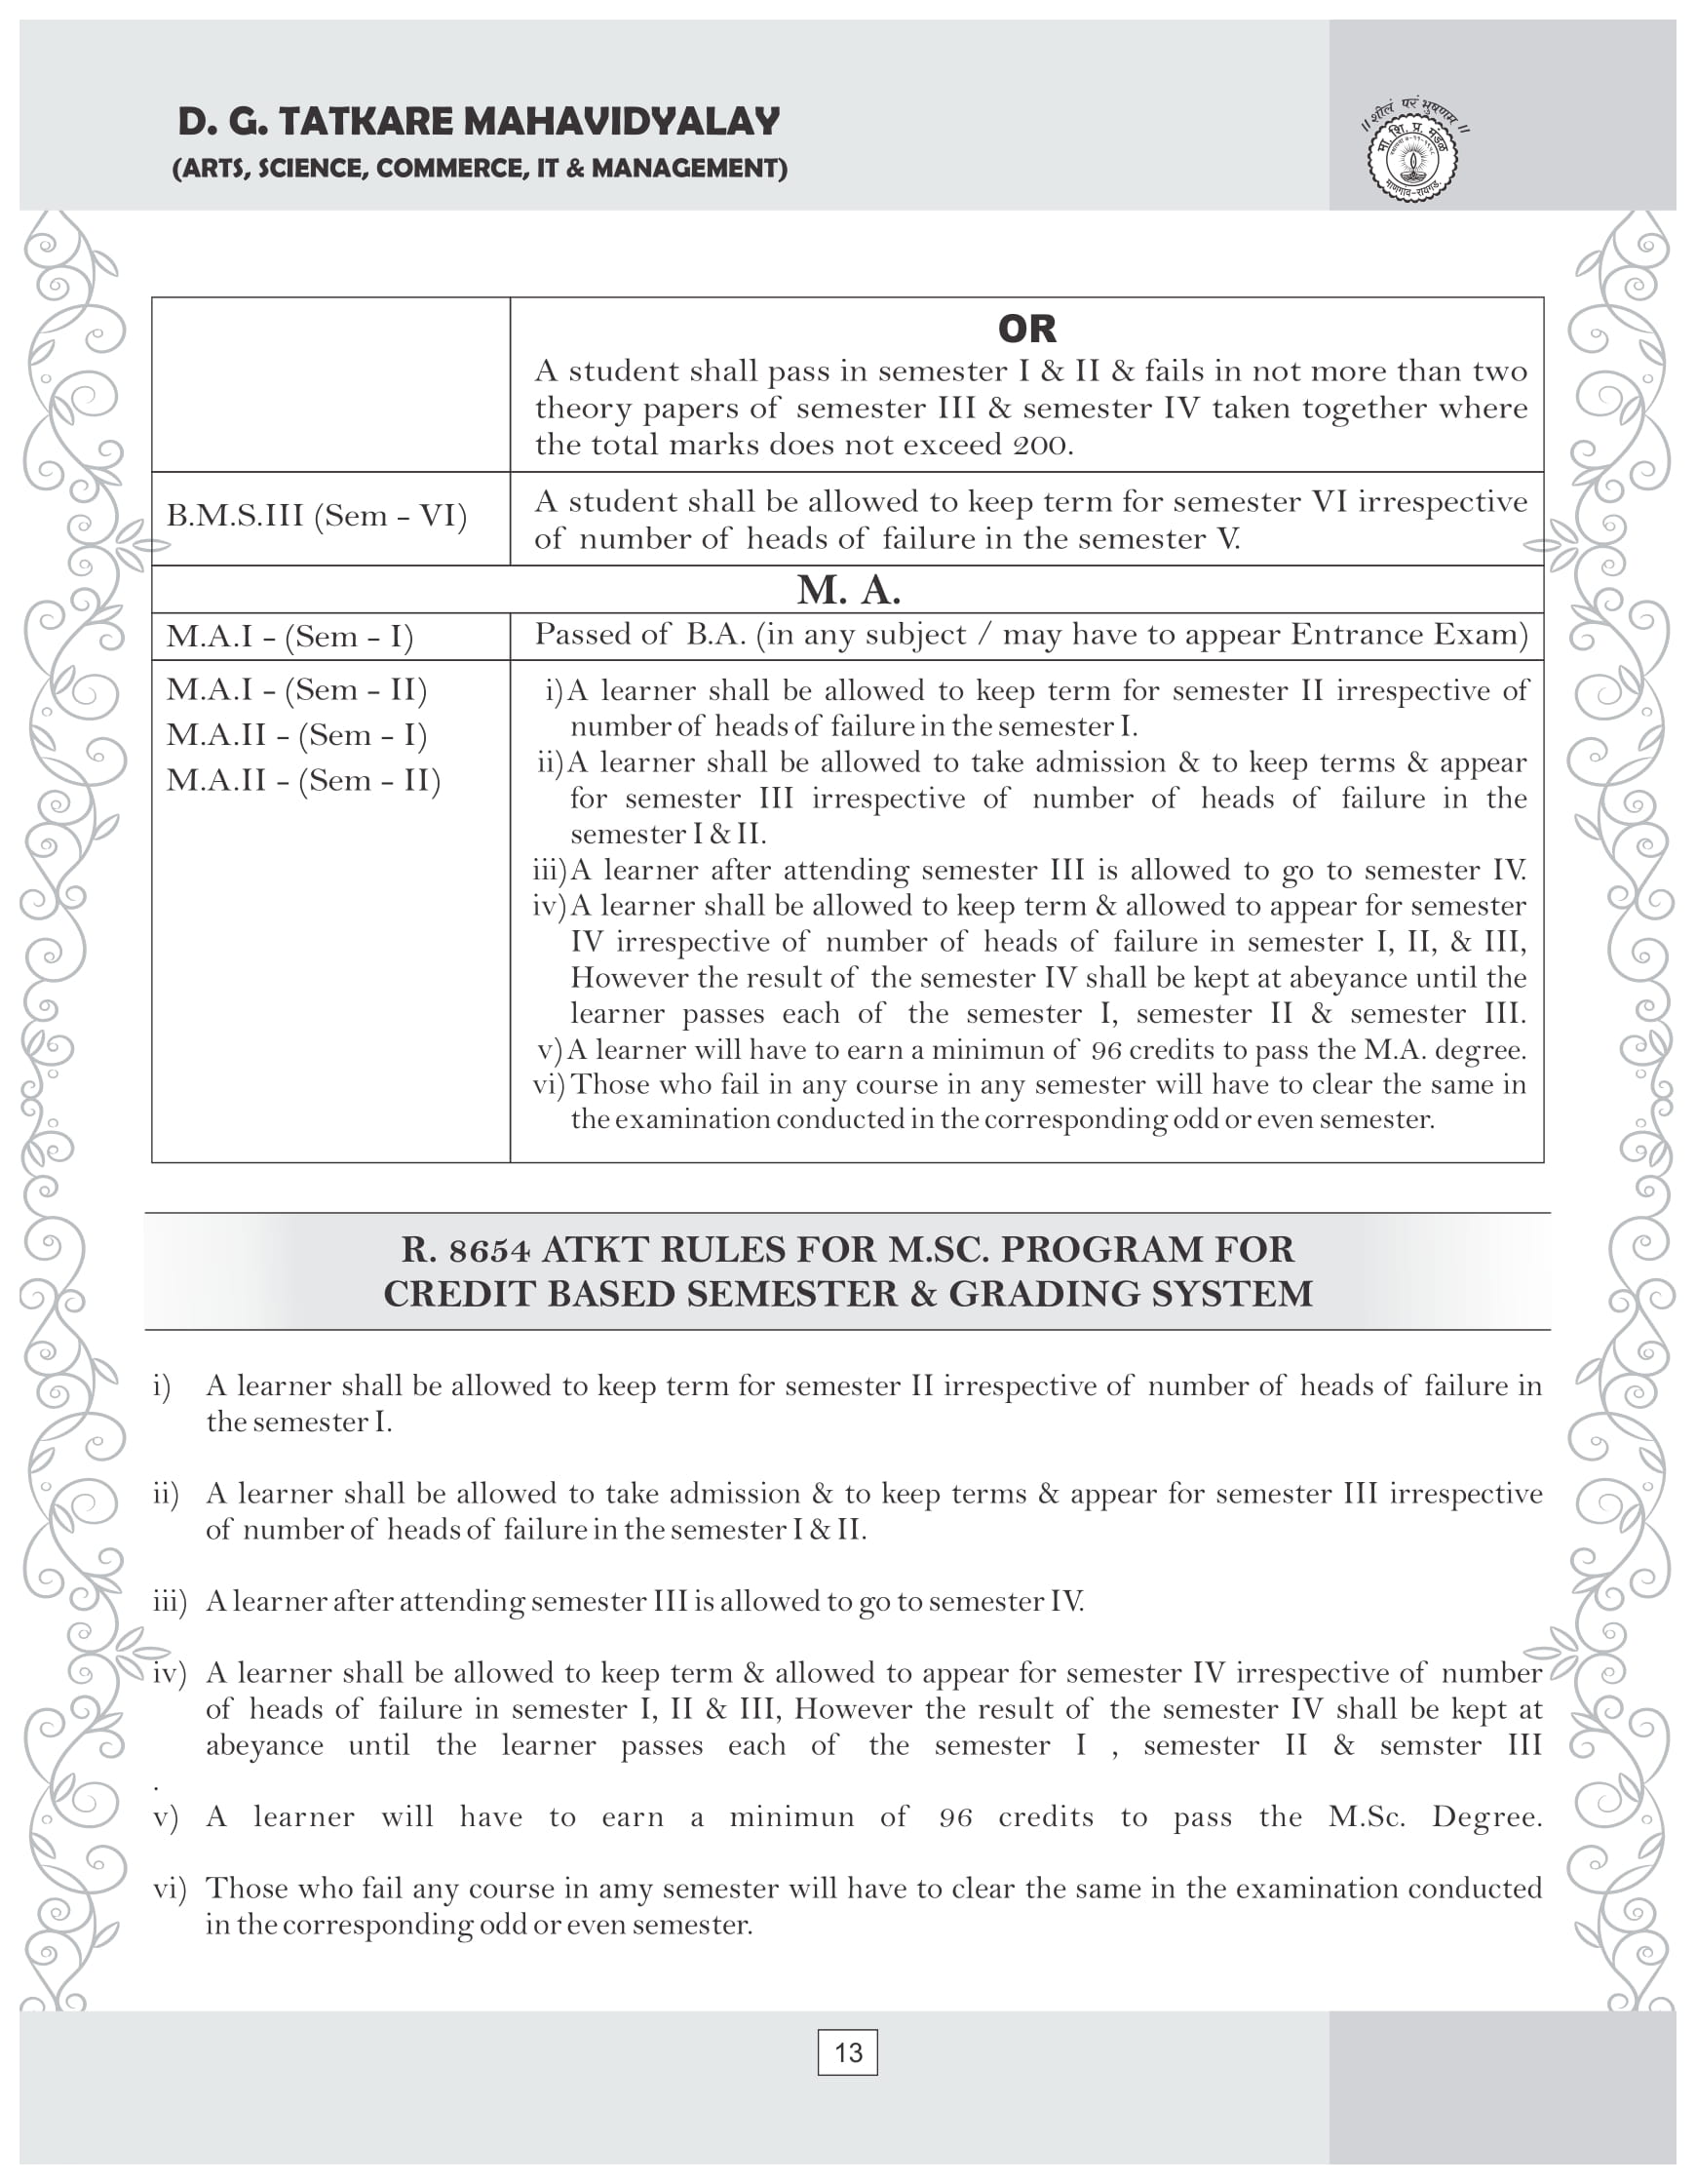 D. G. TATKARE MAHAVIDYALAY
(ARTS, SCIENCE, COMMERCE, IT & MANAGEMENT)
॥ शीलं परं भुषणम ॥
मा. शि. प्र. मंडळ
माणगाव-रायगड.
OR
A student shall pass in semester I & II & fails in not more than two
theory papers of semester III & semester IV taken together where
the total marks does not exceed 200.
B.M.S.III (Sem - VI)
A student shall be allowed to keep term for semester VI irrespective
of number of heads of failure in the semester V.
M. A.
M.A.I - (Sem - I)
Passed of B.A. (in any subject / may have to appear Entrance Exam)
M.A.I - (Sem - II)
M.A.II - (Sem - I)
M.A.II - (Sem - II)
i) A learner shall be allowed to keep term for semester II irrespective of
number of heads of failure in the semester I.
ii) A learner shall be allowed to take admission & to keep terms & appear
for semester III irrespective of number of heads of failure in the
semester I & II.
iii) A learner after attending semester III is allowed to go to semester IV.
iv) A learner shall be allowed to keep term & allowed to appear for semester
IV irrespective of number of heads of failure in semester I, II, & III,
However the result of the semester IV shall be kept at abeyance until the
learner passes each of the semester I, semester II & semester III.
v) A learner will have to earn a minimun of 96 credits to pass the M.A. degree.
vi) Those who fail in any course in any semester will have to clear the same in
the examination conducted in the corresponding odd or even semester.
R. 8654 ATKT RULES FOR M.SC. PROGRAM FOR
CREDIT BASED SEMESTER & GRADING SYSTEM
i) A learner shall be allowed to keep term for semester II irrespective of number of heads of failure in
the semester I.
ii) A learner shall be allowed to take admission & to keep terms & appear for semester III irrespective
of number of heads of failure in the semester I & II.
iii) A learner after attending semester III is allowed to go to semester IV.
iv) A learner shall be allowed to keep term & allowed to appear for semester IV irrespective of number
of heads of failure in semester I, II & III, However the result of the semester IV shall be kept at
abeyance until the learner passes each of the semester I , semester II & semster III
.
v) A learner will have to earn a minimun of 96 credits to pass the M.Sc. Degree.
vi) Those who fail any course in amy semester will have to clear the same in the examination conducted
in the corresponding odd or even semester.
13